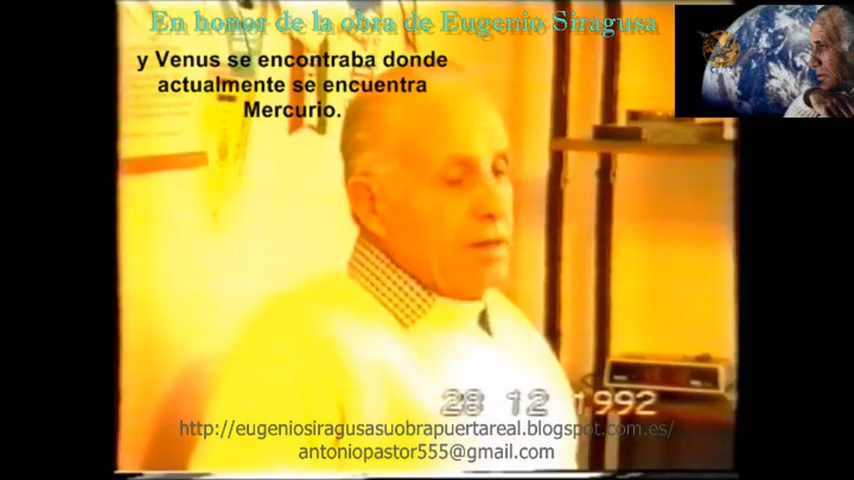 En honor de la obra de Eugenio Siragusa
y Venus se encontraba donde
actualmente se encuentra
Mercurio.
28 12 1992
http://eugeniosiragusasuobrapuertareal.blogspot.com.es/
antoniopastor555@gmail.com